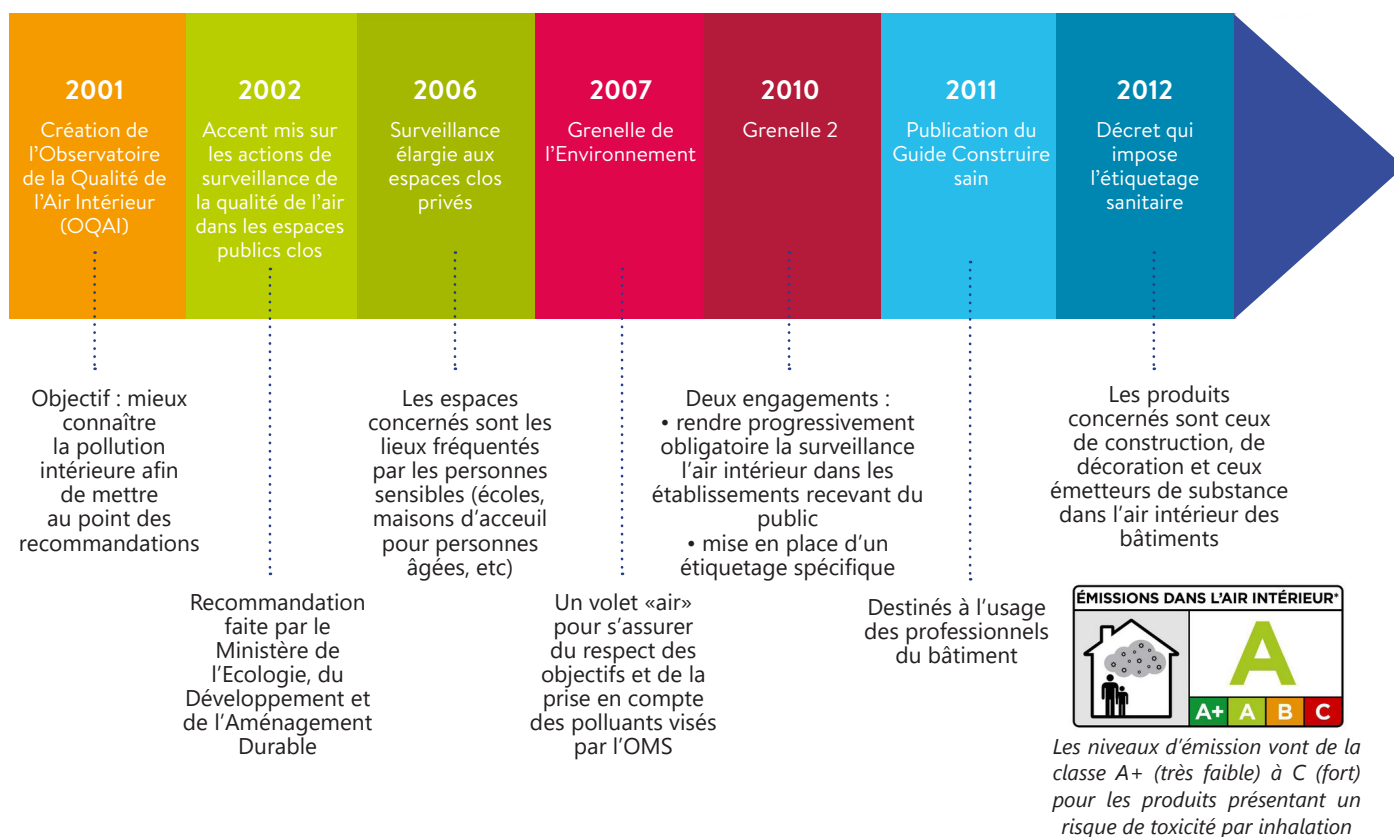 2001
Création de
l'Observatoire
de la Qualité de
l'Air Intérieur
(OQAI)
2002
Accent mis sur
les actions de
surveillance de
la qualité de l'air
dans les espaces
publics clos
2006
Surveillance
élargie aux
espaces clos
privés
2007
Grenelle de
l'Environnement
2010
Grenelle 2
2011
Publication du
Guide Construire
sain
2012
Décret qui
impose
l'étiquetage
sanitaire
Objectif : mieux
connaître
la pollution
intérieure afin
de mettre
au point des
recommandations
Recommandation
faite par le
Ministère de
l'Ecologie, du
Développement et
de l'Aménagement
Durable
Les espaces
concernés sont les
lieux fréquentés
par les personnes
sensibles (écoles,
maisons d'acceuil
pour personnes
âgées, etc)
Un volet «air»
pour s'assurer
du respect des
objectifs et de la
prise en compte
des polluants visés
par l'OMS
Deux engagements :
• rendre progressivement
obligatoire la surveillance
l'air intérieur dans les
établissements recevant du
public
• mise en place d'un
étiquetage spécifique
Destinés à l'usage
des professionnels
du bâtiment
Les produits
concernés sont ceux
de construction, de
décoration et ceux
émetteurs de substance
dans l'air intérieur des
bâtiments
ÉMISSIONS DANS L'AIR INTÉRIEUR*
A
A+ A B C
Les niveaux d'émission vont de la
classe A+ (très faible) à C (fort)
pour les produits présentant un
risque de toxicité par inhalation